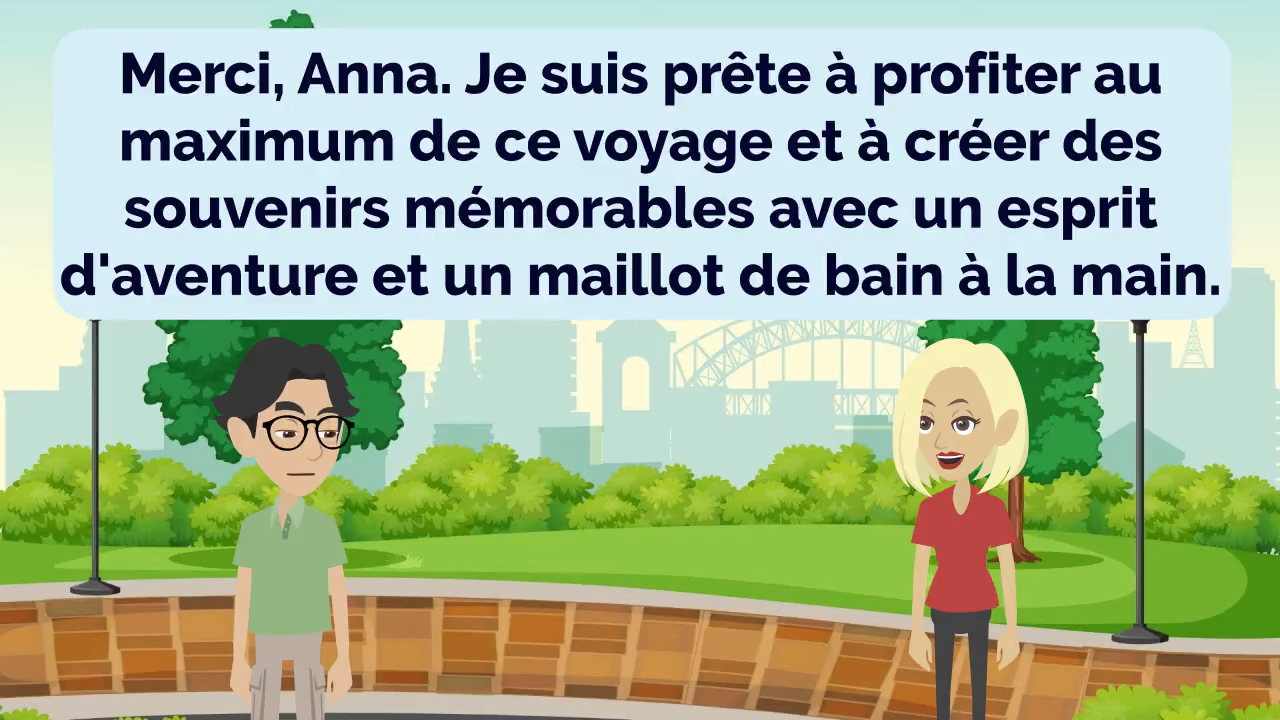 Merci, Anna. Je suis prête à profiter au
maximum de ce voyage et à créer des
souvenirs mémorables avec un esprit
d'aventure et un maillot de bain à la main.